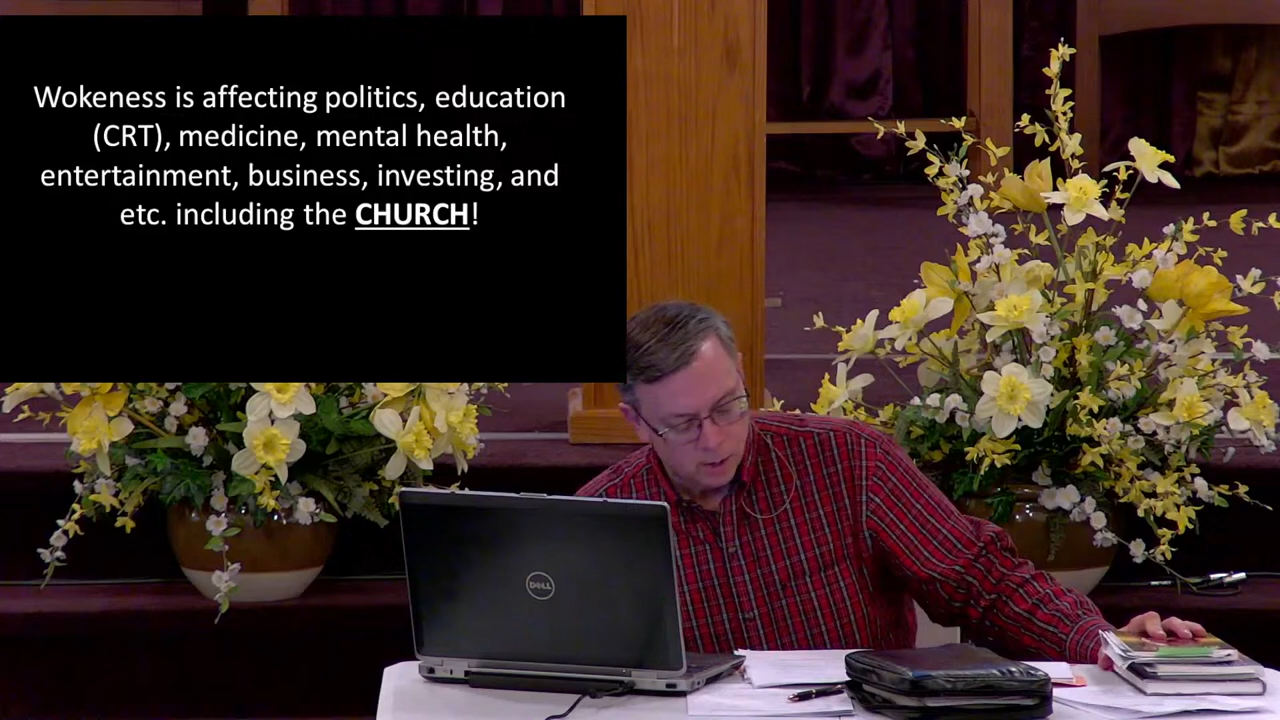 Wokeness is affecting politics, education
(CRT), medicine, mental health,
entertainment, business, investing, and
etc. including the CHURCH!
DELL